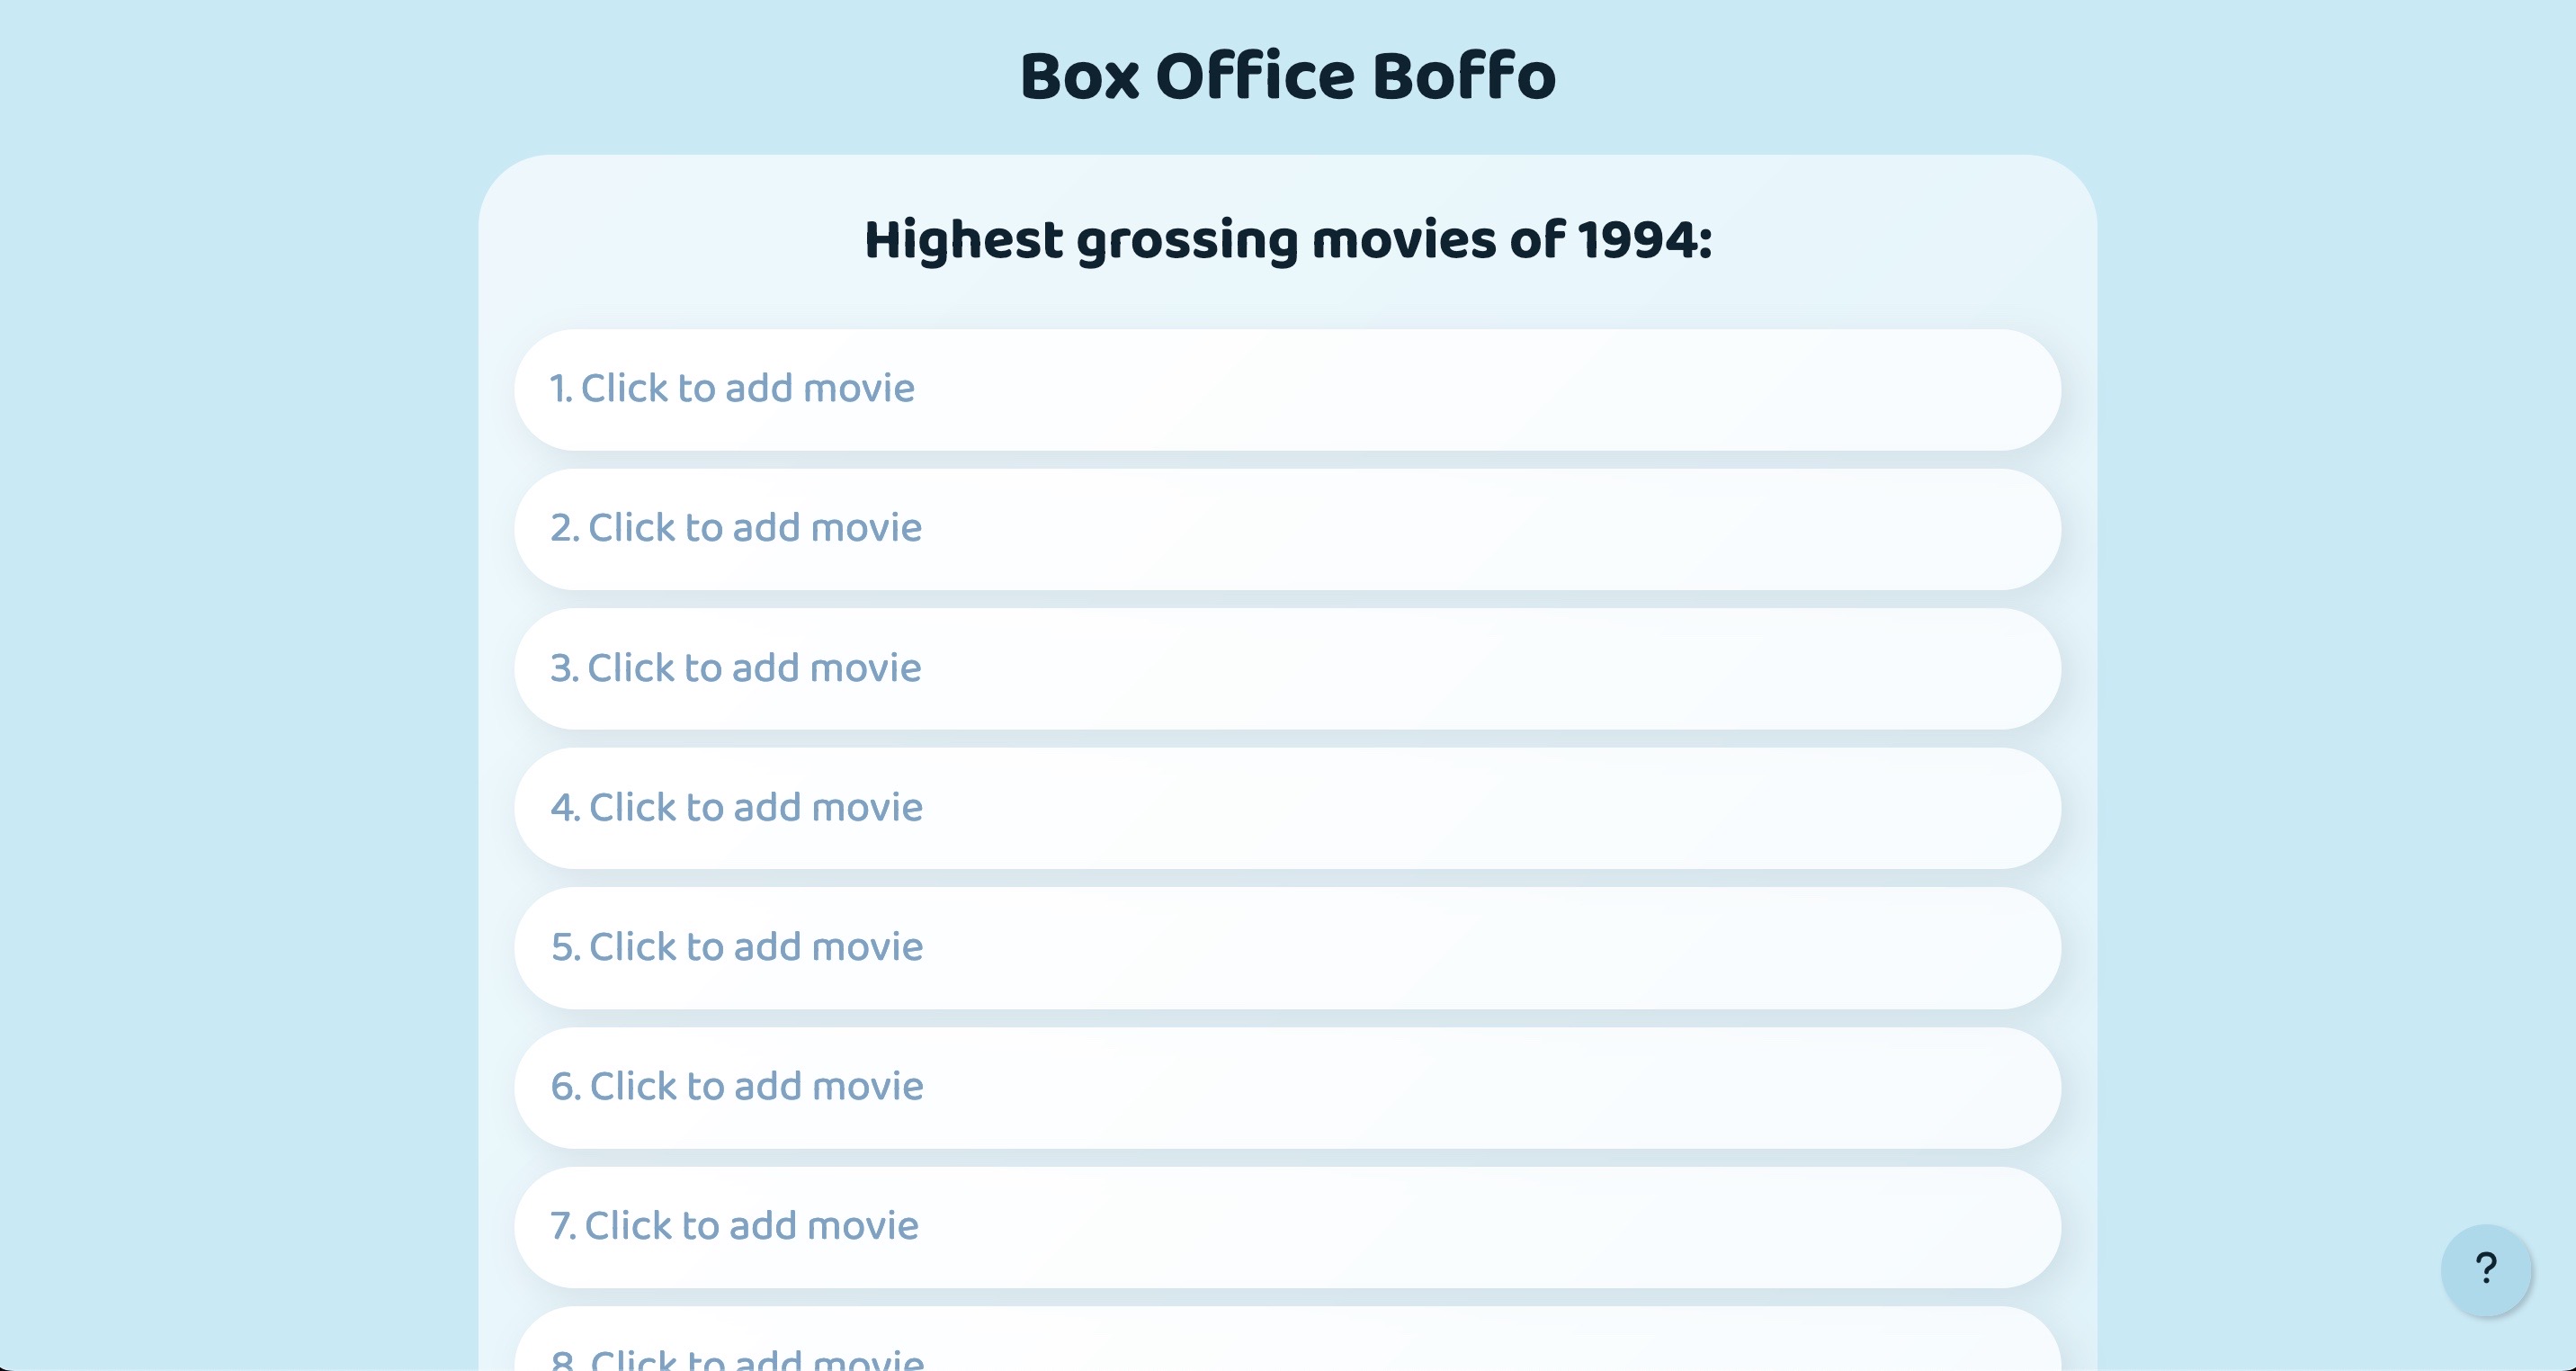 Box Office Boffo
Highest grossing movies of 1994:
1. Click to add movie
2. Click to add movie
3. Click to add movie
4. Click to add movie
5. Click to add movie
6. Click to add movie
7. Click to add movie
8. Click to add movie
?